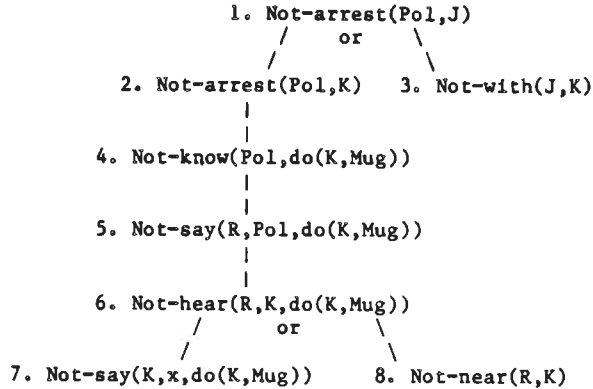 1. Not-arrest(Pol,J)
or
2. Not-arrest(Pol,K) 3. Not-with(J,K)
4. Not-know(Pol,do(K,Mug))
5. Not-say(R,Pol,do(K,Mug))
6. Not-hear(R,K,do(K,Mug))
or
7. Not-say(K,x,do(K,Mug)) 8. Not-near(R,K)